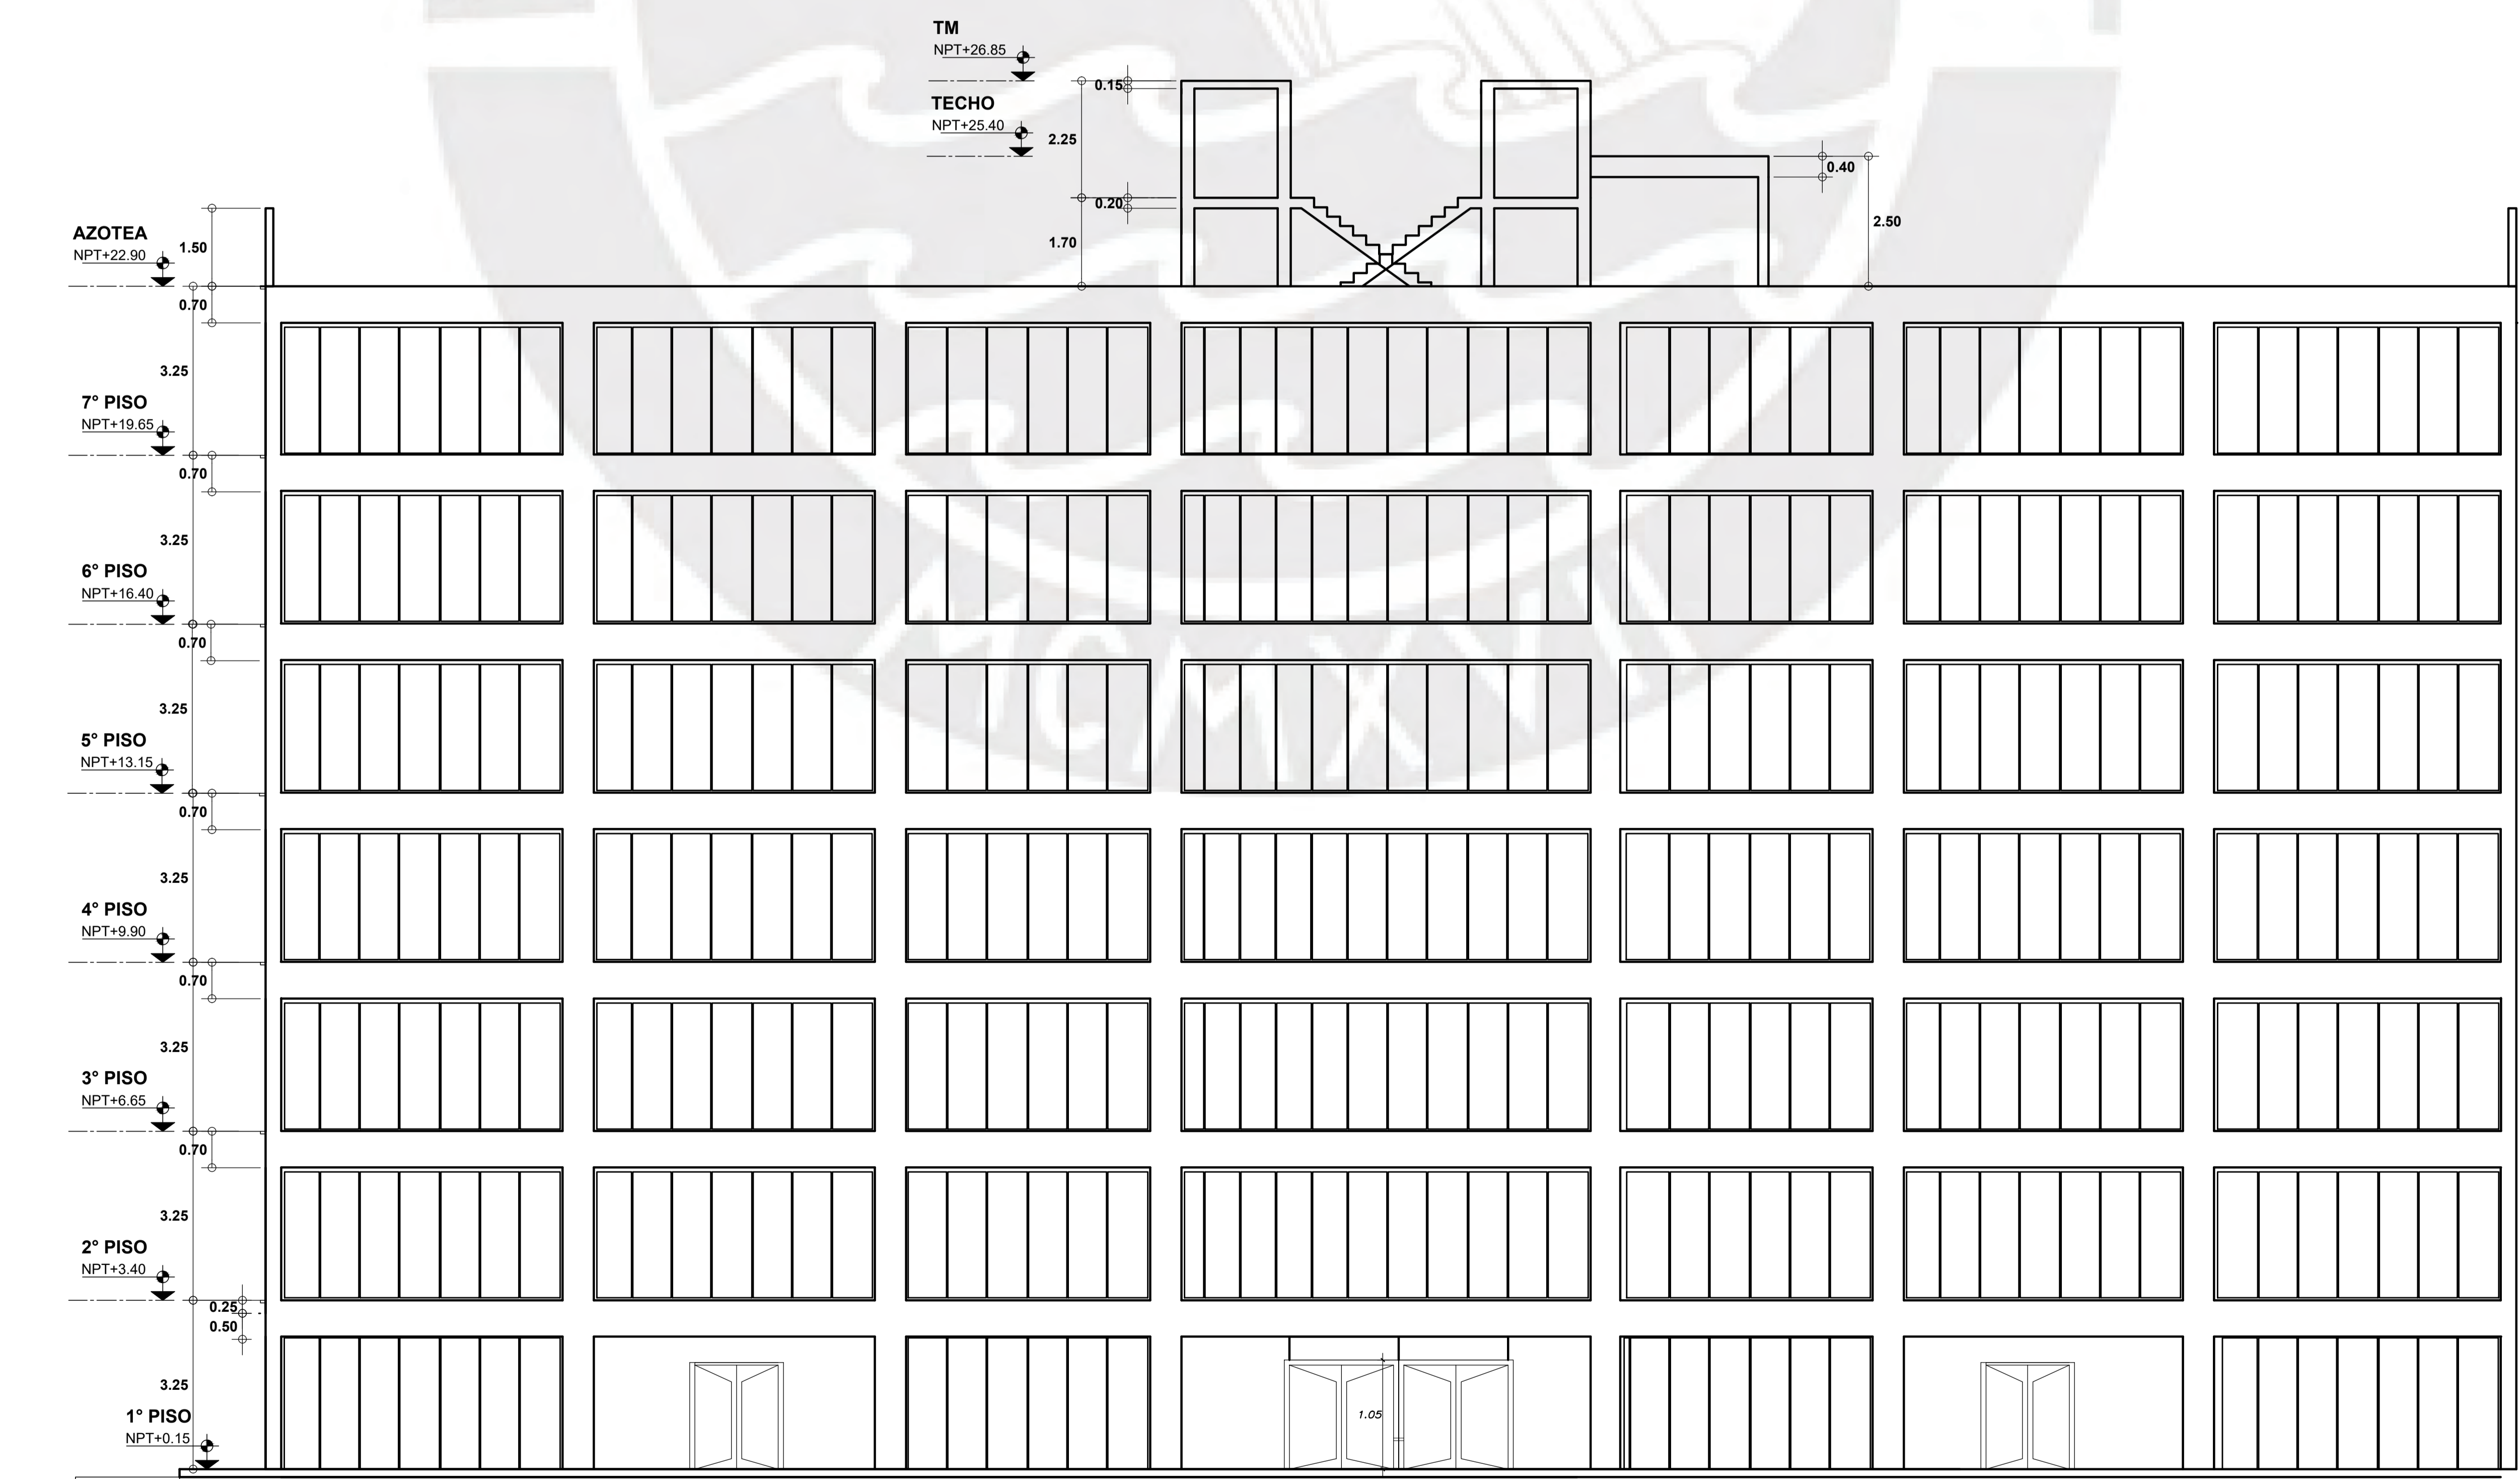 TM
NPT+26.85
0.15
TECHO
NPT+25.40
2.25
0.40
0.20
2.50
1.70
AZOTEA
NPT+22.90
1.50
0.70
3.25
7° PISO
NPT+19.65
0.70
3.25
6° PISO
NPT+16.40
0.70
3.25
5° PISO
NPT+13.15
0.70
3.25
4° PISO
NPT+9.90
0.70
3.25
3° PISO
NPT+6.65
0.70
3.25
2° PISO
NPT+3.40
0.25
0.50
3.25
1° PISO
NPT+0.15
1.05
MCMXVII